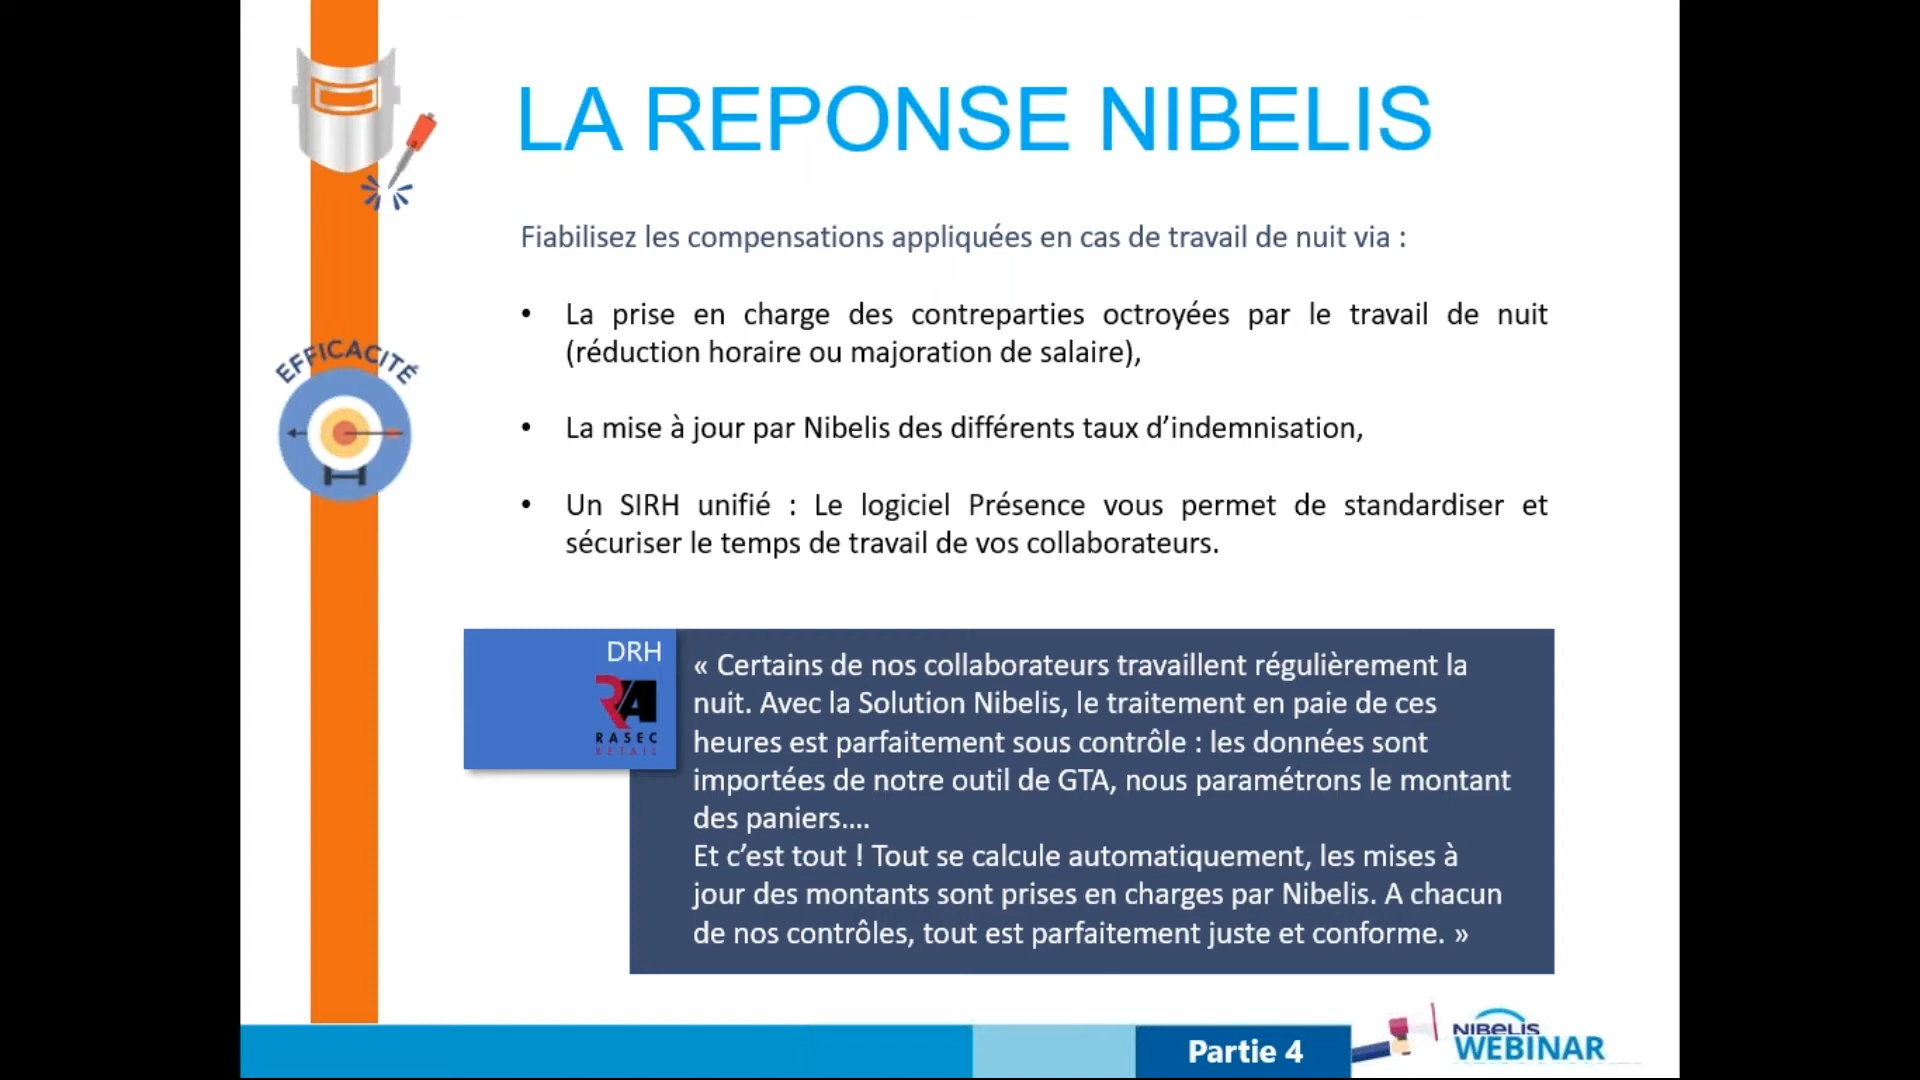 LA REPONSE NIBELIS
Fiabilisez les compensations appliquées en cas de travail de nuit via :
• La prise en charge des contreparties octroyées par le travail de nuit
(réduction horaire ou majoration de salaire),
• La mise à jour par Nibelis des différents taux d’indemnisation,
• Un SIRH unifié : Le logiciel Présence vous permet de standardiser et
sécuriser le temps de travail de vos collaborateurs.
EFFICACITÉ
DRH
RA
RASEC
RETAIL
« Certains de nos collaborateurs travaillent régulièrement la
nuit. Avec la Solution Nibelis, le traitement en paie de ces
heures est parfaitement sous contrôle : les données sont
importées de notre outil de GTA, nous paramétrons le montant
des paniers....
Et c’est tout ! Tout se calcule automatiquement, les mises à
jour des montants sont prises en charges par Nibelis. A chacun
de nos contrôles, tout est parfaitement juste et conforme. »
Partie 4
NIBELIS
WEBINAR